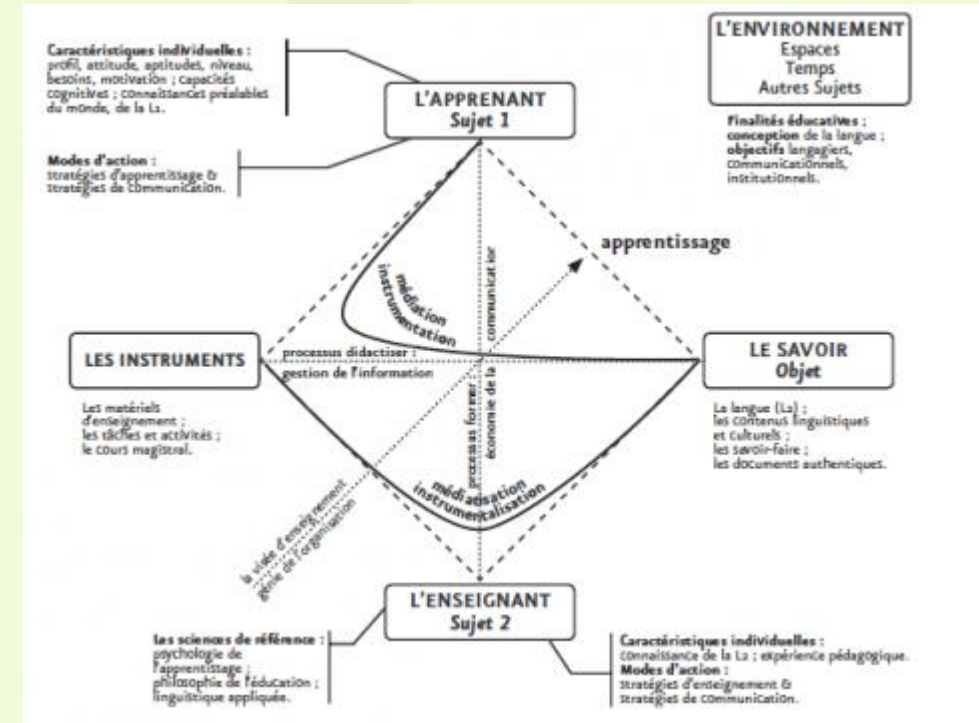 Caractéristiques individuelles :
profil, attitude, aptitudes, niveau,
besoins, motivation ; capacités
cognitives ; connaissances préalables
du monde, de la L2.
Modes d'action :
stratégies d'apprentissage &
stratégies de communication.
L'APPRENANT
Sujet 1
L'ENVIRONNEMENT
Espaces
Temps
Autres Sujets
Finalités éducatives ;
conception de la langue ;
objectifs langagiers,
communicationnels,
institutionnels.
apprentissage
médiation
instrumentation
économie de la communication
processus former :
LES INSTRUMENTS
processus didactiser :
gestion de l'information
LE SAVOIR
Objet
Les matériels
d'enseignement ;
les tâches et activités ;
le cours magistral.
La langue (L2) ;
les contenus linguistiques
et culturels ;
les savoir-faire ;
les documents authentiques.
médiatisation
instrumentalisation
la visée d'enseignement
génie de l'organisation
L'ENSEIGNANT
Sujet 2
Les sciences de référence :
psychologie de
l'apprentissage ;
philosophie de l'éducation ;
linguistique appliquée.
Caractéristiques individuelles :
connaissance de la L2 ; expérience pédagogique.
Modes d'action :
stratégies d'enseignement &
stratégies de communication.